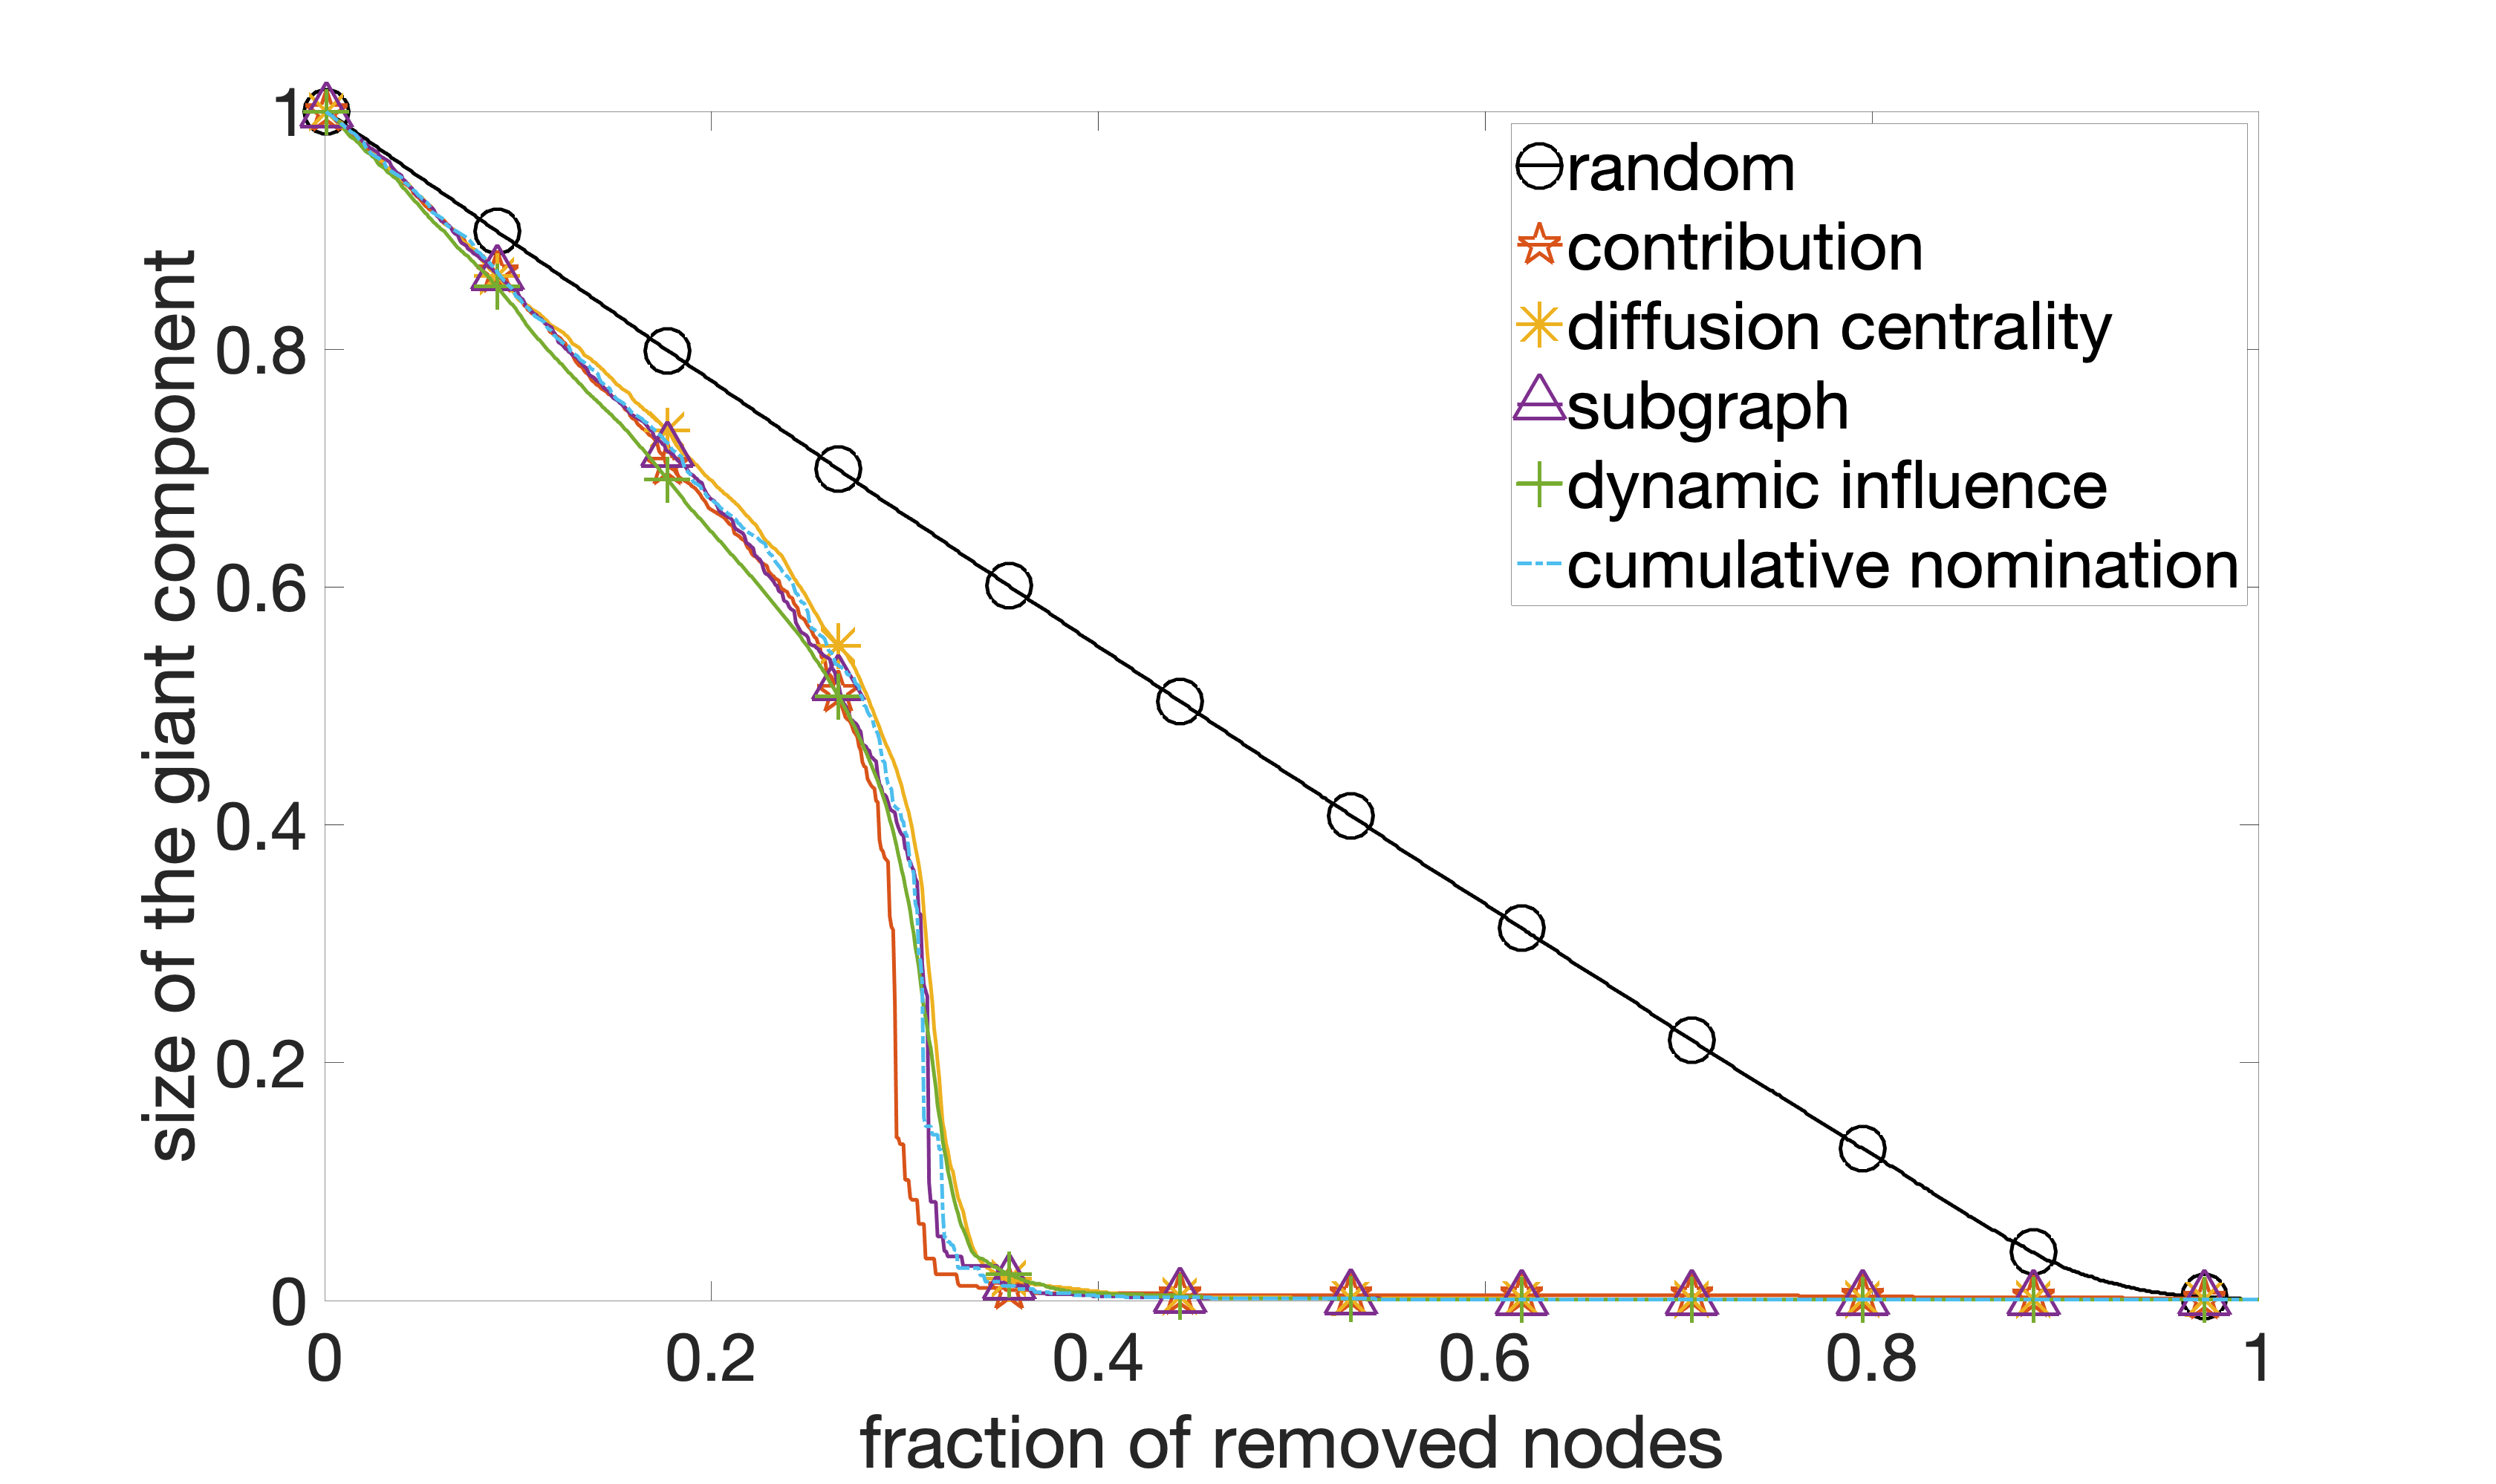 size of the giant component
1
0.8
0.6
0.4
0.2
0
random
contribution
diffusion centrality
subgraph
dynamic influence
cumulative nomination
0 0.2 0.4 0.6 0.8 1
fraction of removed nodes